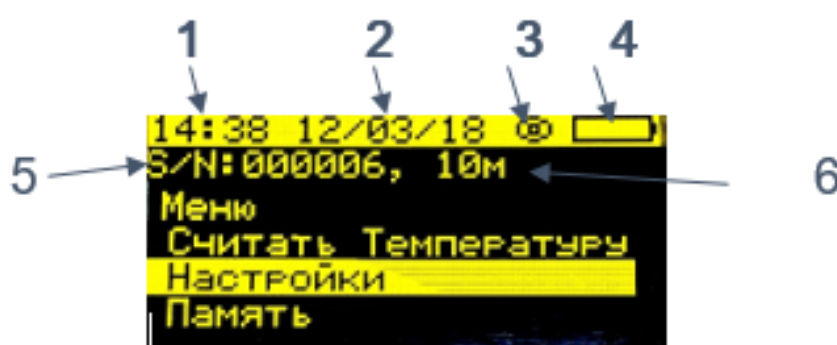 1 2 3 4
14:38 12/03/18
5 S/N:000006, 10м 6
Меню
Считать Температуру
Настройки
Память